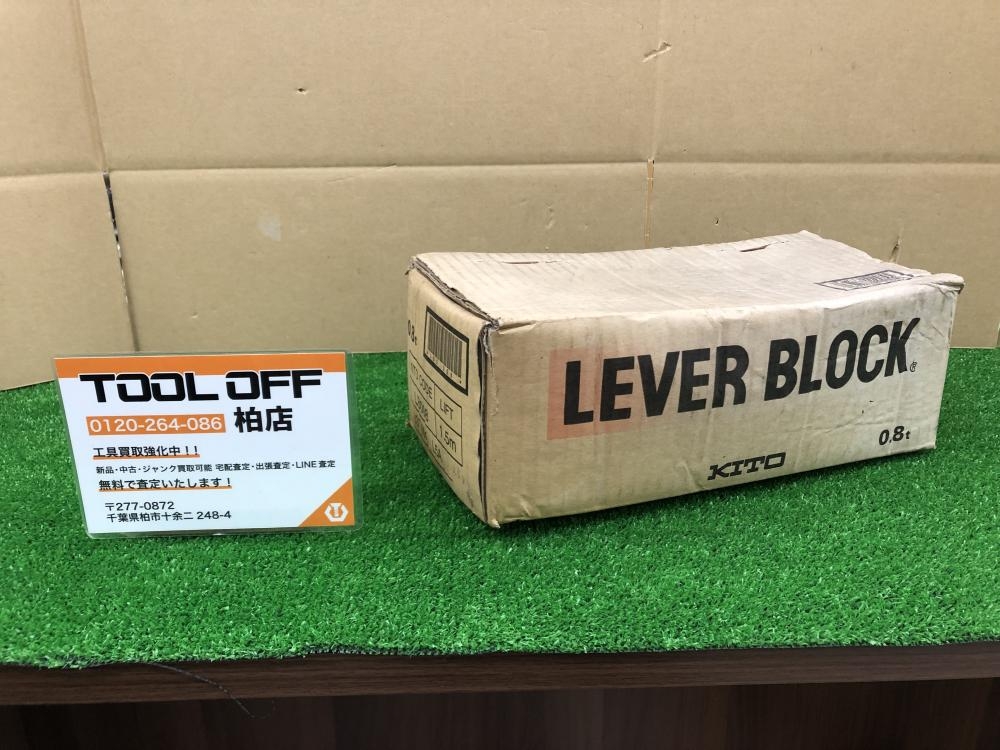 TOOL OFF
0120-264-086 柏店
工具買取強化中！！
新品・中古・ジャンク買取可能 宅配査定・出張査定・LINE査定
無料で査定いたします！
〒277-0872
千葉県柏市十余二 248-4
LEVER BLOCK®
KITO
0.8t
0.8t
KITO CODE
LIFT
1.5m